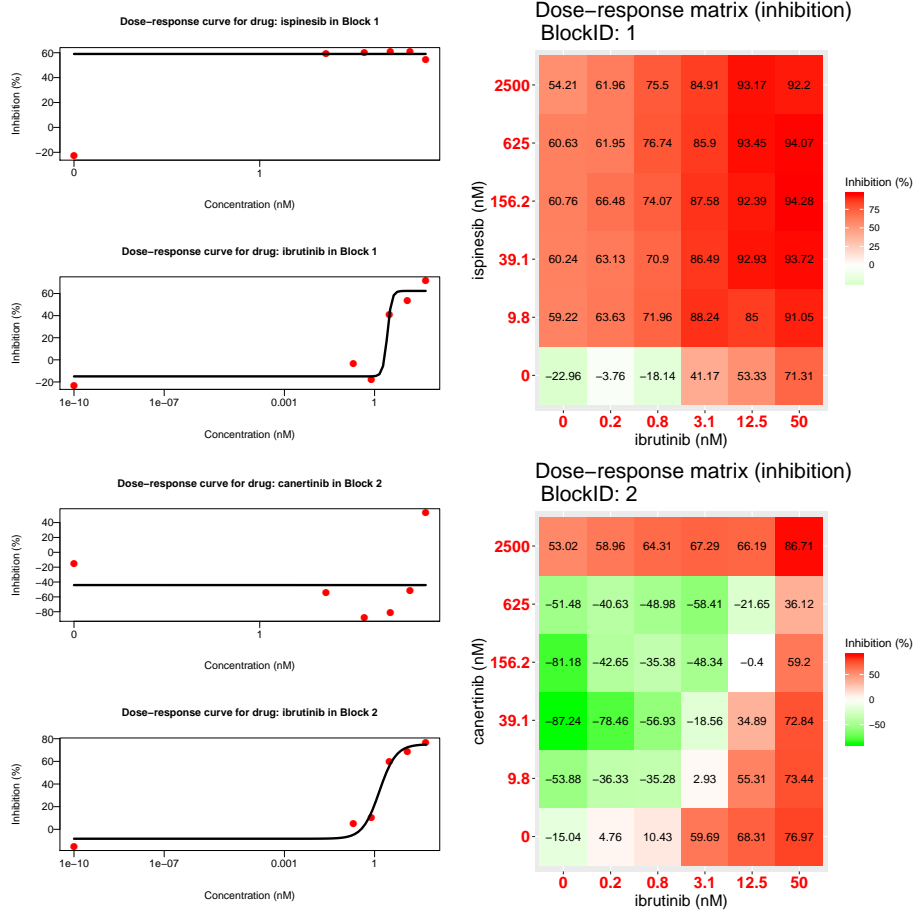 Dose-response curve for drug: ispinesib in Block 1
Inhibition (%)
60
40
20
0
−20
0
1
Concentration (nM)
Dose-response curve for drug: ibrutinib in Block 1
Inhibition (%)
60
40
20
0
−20
1e−10
1e−07
0.001
1
Concentration (nM)
Dose-response curve for drug: canertinib in Block 2
Inhibition (%)
40
20
0
−20
−40
−60
−80
0
1
Concentration (nM)
Dose-response curve for drug: ibrutinib in Block 2
Inhibition (%)
80
60
40
20
0
1e−10
1e−07
0.001
1
Concentration (nM)
Dose−response matrix (inhibition)
BlockID: 1
ispinesib (nM)
2500 54.21 61.96 75.5 84.91 93.17 92.2
625 60.63 61.95 76.74 85.9 93.45 94.07
156.2 60.76 66.48 74.07 87.58 92.39 94.28
39.1 60.24 63.13 70.9 86.49 92.93 93.72
9.8 59.22 63.63 71.96 88.24 85 91.05
0 −22.96 −3.76 −18.14 41.17 53.33 71.31
0 0.2 0.8 3.1 12.5 50
ibrutinib (nM)
Inhibition (%)
75
50
25
0
Dose−response matrix (inhibition)
BlockID: 2
canertinib (nM)
2500 53.02 58.96 64.31 67.29 66.19 86.71
625 −51.48 −40.63 −48.98 −58.41 −21.65 36.12
156.2 −81.18 −42.65 −35.38 −48.34 −0.4 59.2
39.1 −87.24 −78.46 −56.93 −18.56 34.89 72.84
9.8 −53.88 −36.33 −35.28 2.93 55.31 73.44
0 −15.04 4.76 10.43 59.69 68.31 76.97
0 0.2 0.8 3.1 12.5 50
ibrutinib (nM)
Inhibition (%)
50
0
−50